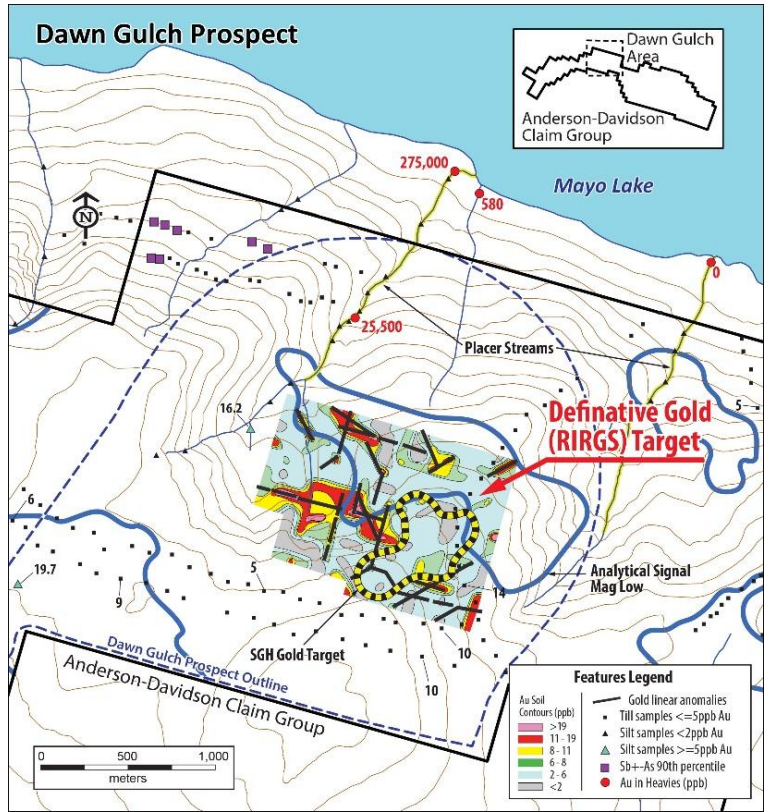 Dawn Gulch Prospect
Dawn Gulch
Area
Anderson-Davidson
Claim Group
275,000
Mayo Lake
580
N
0
25,500
Placer Streams
16.2
5
Definative Gold
(RIRGS) Target
6
5
19.7
9
14
Analytical Signal
Mag Low
SGH Gold Target
10
10
Dawn Gulch Prospect Outline
Anderson-Davidson
Claim Group
Features Legend
Au Soil
Contours (ppb)
>19
11 - 19
8 - 11
6 - 8
2 - 6
<2
Gold linear anomalies
Till samples <=5ppb Au
Silt samples <2ppb Au
Silt samples >=5ppb Au
Sb+-As 90th percentile
Au in Heavies (ppb)
0 500 1,000
meters